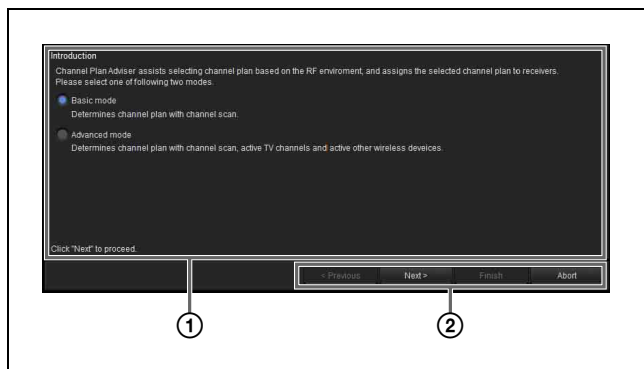 Introduction
Channel Plan Adviser assists selecting channel plan based on the RF enviroment, and assigns the selected channel plan to receivers.
Please select one of following two modes.
Basic mode
Determines channel plan with channel scan.
Advanced mode
Determines channel plan with channel scan, active TV channels and active other wireless deveices.
Click "Next" to proceed.
< Previous Next > Finish Abort
1 2